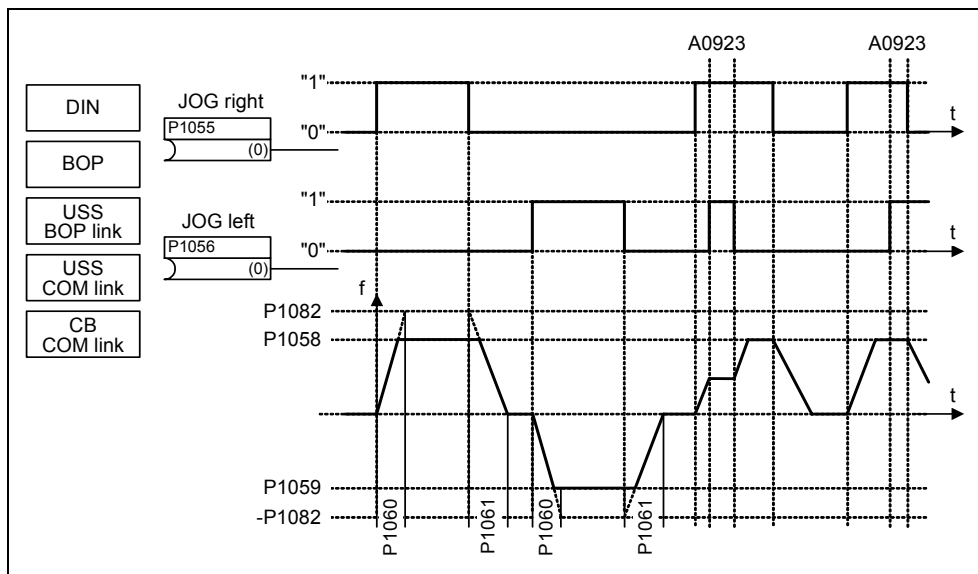 A0923 A0923
DIN
BOP
USS
BOP link
USS
COM link
CB
COM link
JOG right
P1055
(0)
"1"
"0"
t
JOG left
P1056
(0)
"1"
"0"
t
f
P1082
P1058
t
P1059
-P1082
P1060
P1061
P1060
P1061